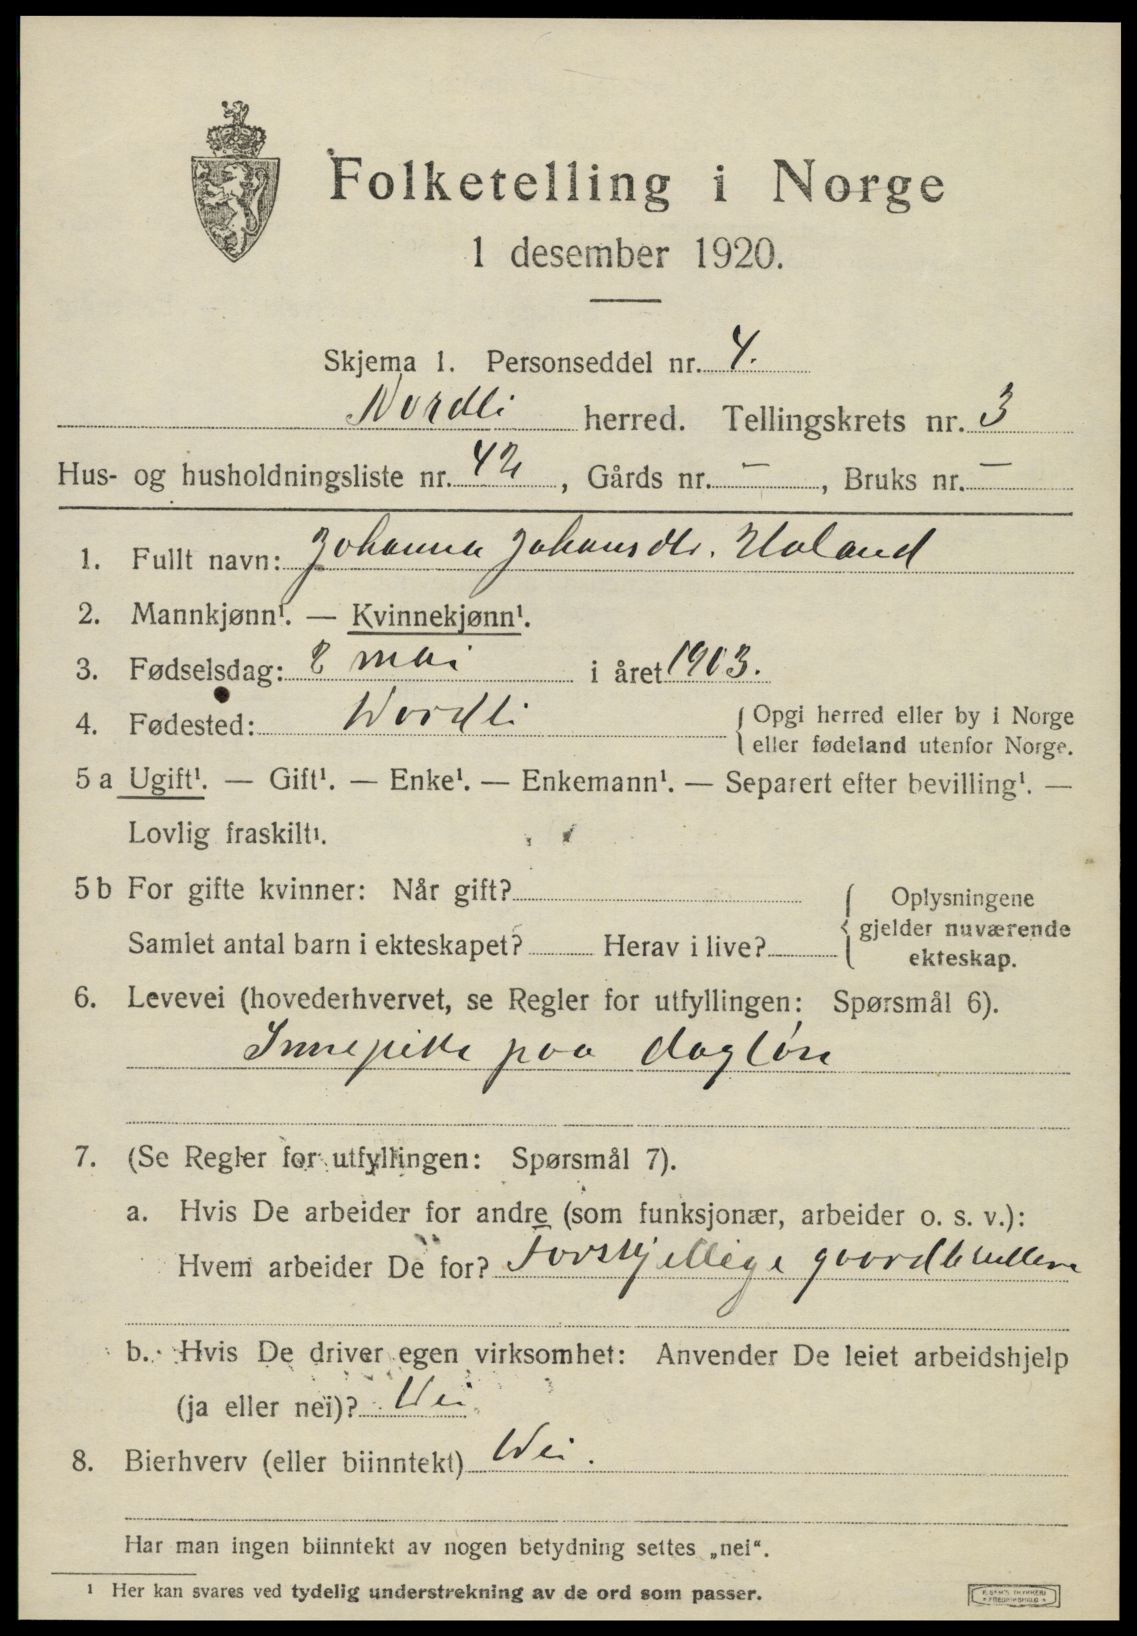 Folketelling i Norge
1 desember 1920.
Skjema 1. Personseddel nr. 4.
Nordli herred. Tellingskrets nr. 3
Hus- og husholdningsliste nr. 42, Gårds nr. —, Bruks nr. —
1. Fullt navn: Johanna Johansdtr. Holand
2. Mannkjønn¹. — Kvinnekjønn¹.
3. Fødselsdag: 8 mai i året 1903.
4. Fødested: Nordli { Opgi herred eller by i Norge
eller fødeland utenfor Norge.
5 a Ugift¹. — Gift¹. — Enke¹. — Enkemann¹. — Separert efter bevilling¹. —
Lovlig fraskilt¹.
5 b For gifte kvinner: Når gift? { Oplysningene
Samlet antal barn i ekteskapet? Herav i live? gjelder nuværende
ekteskap.
6. Levevei (hovederhvervet, se Regler for utfyllingen: Spørsmål 6).
Innepike paa dagløn
7. (Se Regler for utfyllingen: Spørsmål 7).
a. Hvis De arbeider for andre (som funksjonær, arbeider o. s. v.):
Hvem arbeider De for? Forskjellige gaardbrukere
b. Hvis De driver egen virksomhet: Anvender De leiet arbeidshjelp
(ja eller nei)? Nei
8. Bierhverv (eller biinntekt) Nei.
Har man ingen biinntekt av nogen betydning settes „nei".
¹ Her kan svares ved tydelig understrekning av de ord som passer.